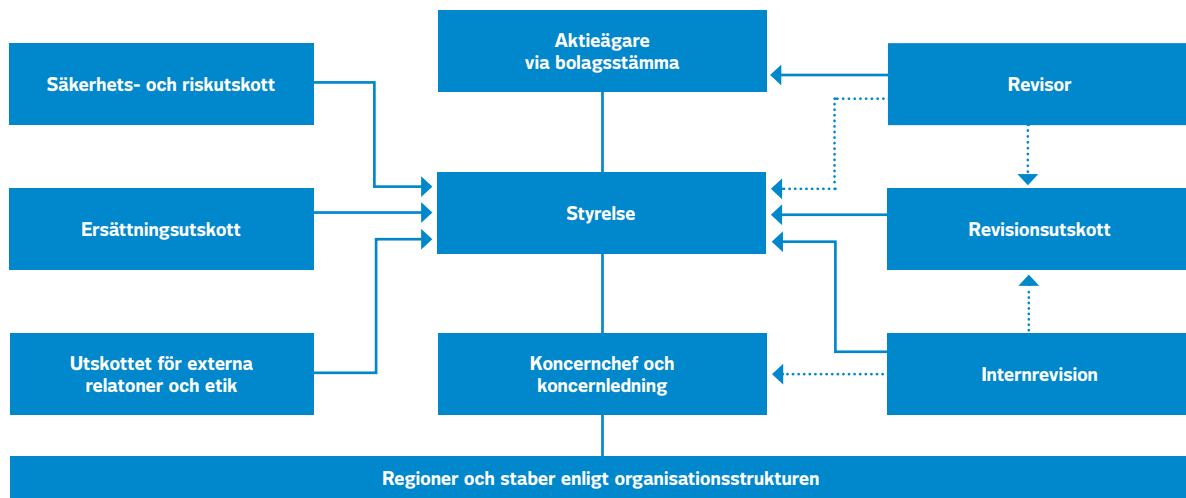 Aktieägare
via bolagsstämma
Säkerhets- och riskutskott
Revisor
Ersättningsutskott
Styrelse
Revisionsutskott
Utskottet för externa
relatoner och etik
Koncernchef och
koncernledning
Internrevision
Regioner och staber enligt organisationsstrukturen